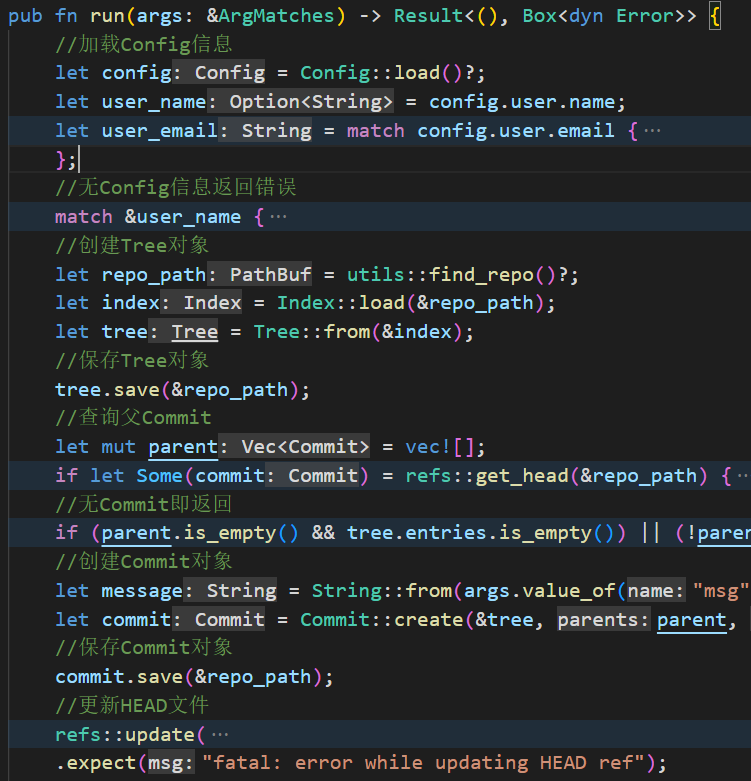 pub fn run(args: &ArgMatches) -> Result<(), Box<dyn Error>> {
//加载Config信息
let config: Config = Config::load()?;
let user_name: Option<String> = config.user.name;
let user_email: String = match config.user.email {⋯
};
//无Config信息返回错误
match &user_name {⋯
//创建Tree对象
let repo_path: PathBuf = utils::find_repo()?;
let index: Index = Index::load(&repo_path);
let tree: Tree = Tree::from(&index);
//保存Tree对象
tree.save(&repo_path);
//查询父Commit
let mut parent: Vec<Commit> = vec![];
if let Some(commit: Commit) = refs::get_head(&repo_path) {⋯
//无Commit即返回
if (parent.is_empty() && tree.entries.is_empty()) || (!paren
//创建Commit对象
let message: String = String::from(args.value_of(name: "msg"
let commit: Commit = Commit::create(&tree, parents: parent,
//保存Commit对象
commit.save(&repo_path);
//更新HEAD文件
refs::update(⋯
.expect(msg: "fatal: error while updating HEAD ref");